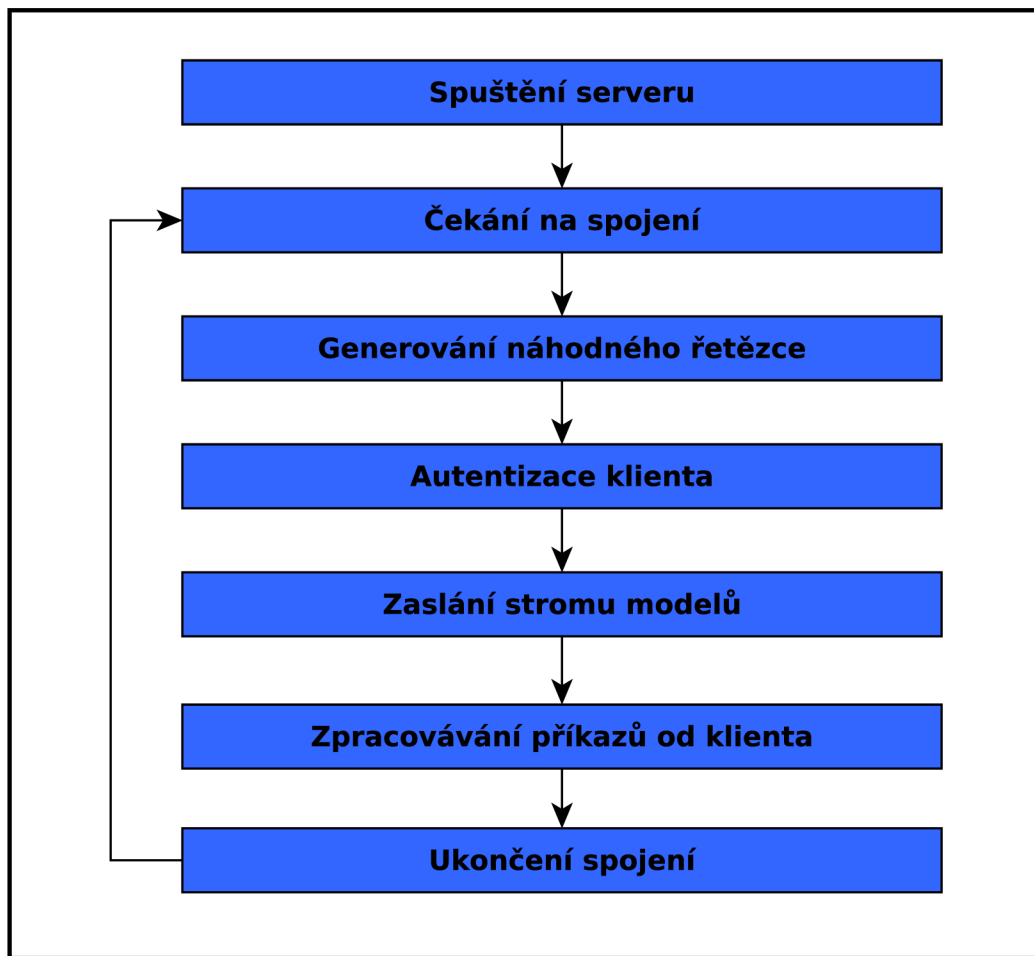 Spuštění serveru
Čekání na spojení
Generování náhodného řetězce
Autentizace klienta
Zaslání stromu modelů
Zpracovávání příkazů od klienta
Ukončení spojení